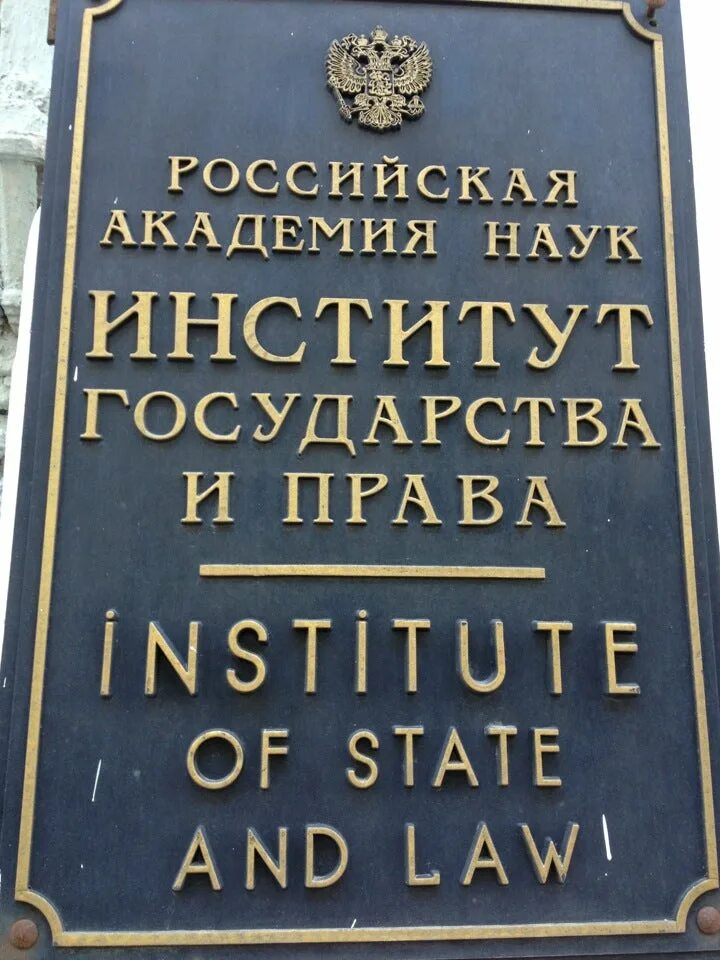 РОССИЙСКАЯ
АКАДЕМИЯ НАУК
ИНСТИТУТ
ГОСУДАРСТВА
И ПРАВА
iNSTiTUTE
OF STATE
AND LAW